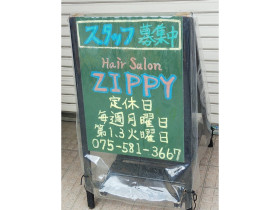 スタッフ募集中
Hair Salon
ZIPPY
定休日
毎週月曜日
第1.3火曜日
075-581-3667